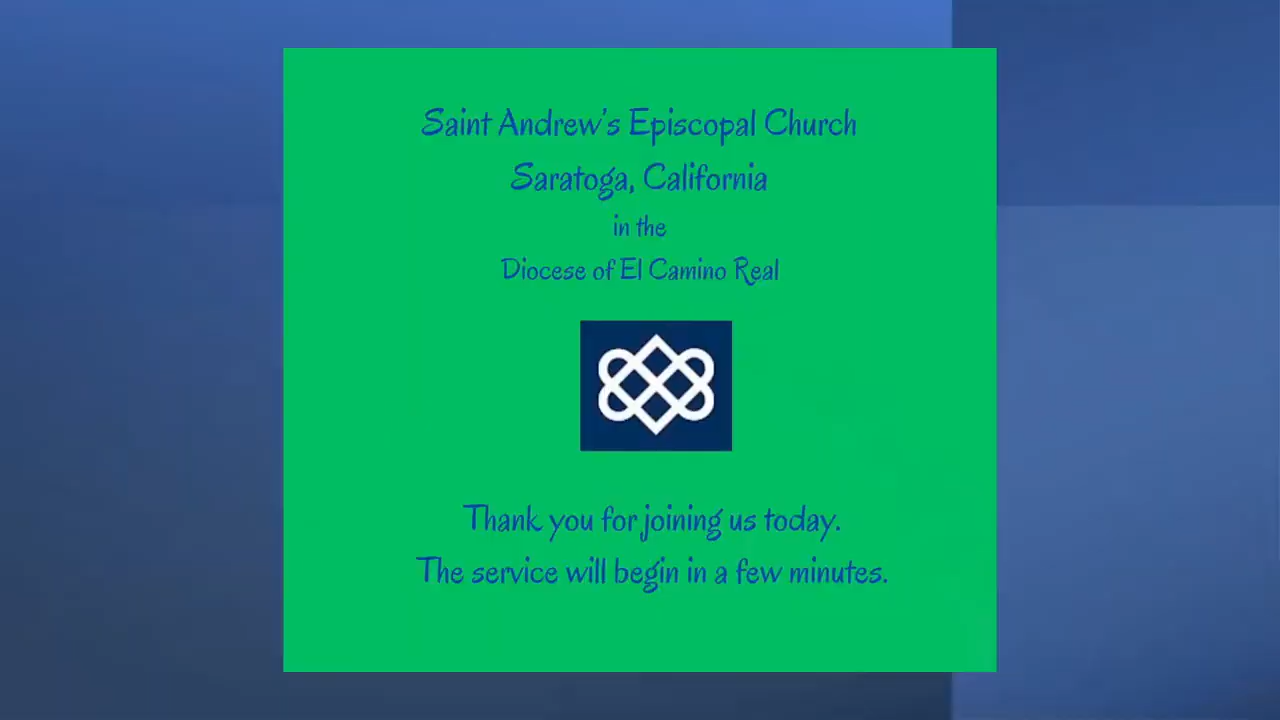 Saint Andrew's Episcopal Church
Saratoga, California
in the
Diocese of El Camino Real
Thank you for joining us today.
The service will begin in a few minutes.